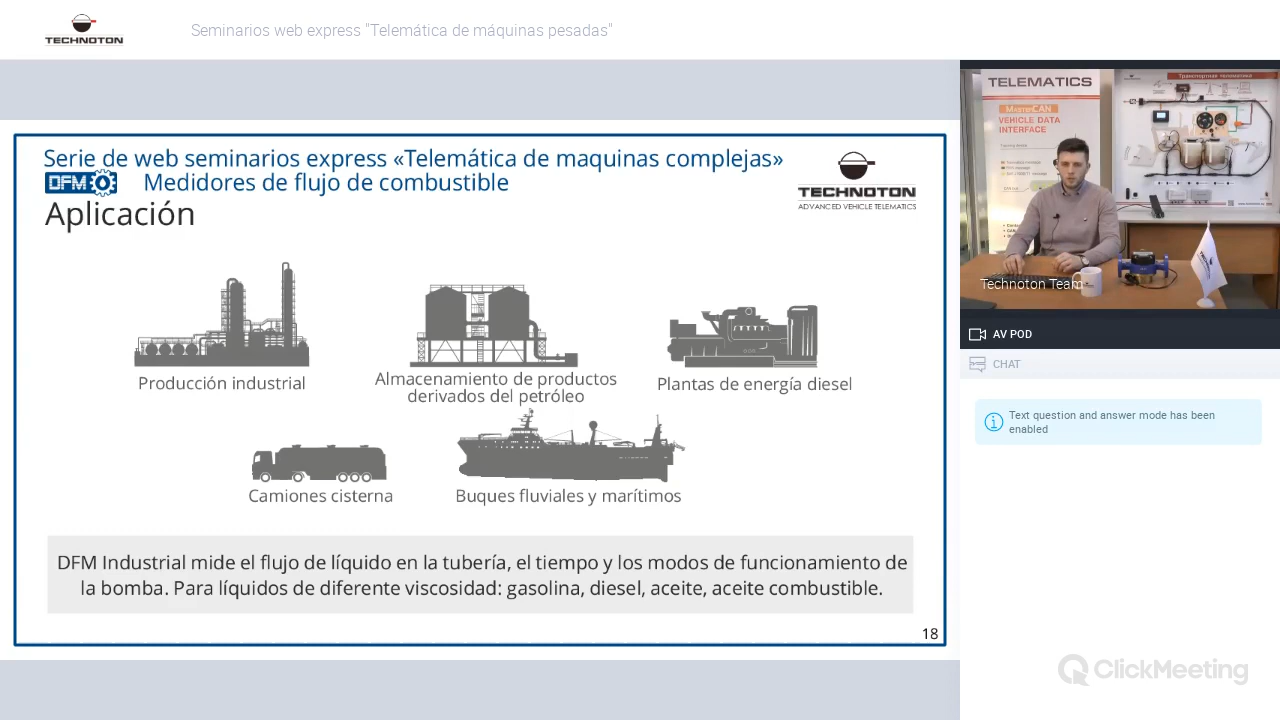 TECHNOTON
Seminarios web express "Telemática de máquinas pesadas"
Serie de web seminarios express «Telemática de maquinas complejas»
DFM Medidores de flujo de combustible
Aplicación
TECHNOTON
ADVANCED VEHICLE TELEMATICS
Producción industrial
Almacenamiento de productos
derivados del petróleo
Plantas de energía diesel
Camiones cisterna
Buques fluviales y marítimos
DFM Industrial mide el flujo de líquido en la tubería, el tiempo y los modos de funcionamiento de
la bomba. Para líquidos de diferente viscosidad: gasolina, diesel, aceite, aceite combustible.
18
TELEMATICS
MasterCAN
VEHICLE DATA
INTERFACE
Транспортная телематика
Technoton Team
AV POD
CHAT
Text question and answer mode has been
enabled
ClickMeeting